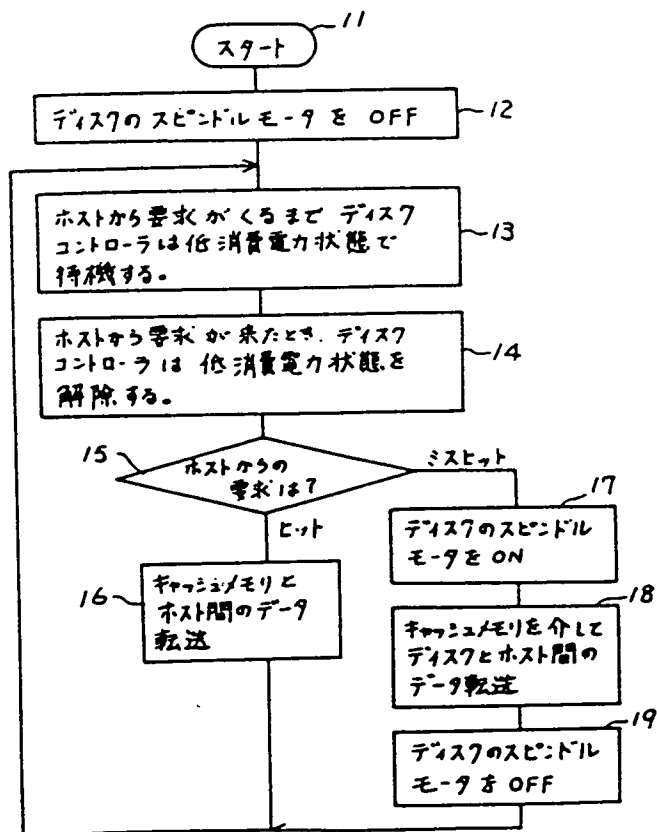 11
スタート
ディスクのスピンドルモータを OFF
12
ホストから要求がくるまでディスク
コントローラは低消費電力状態で
待機する。
13
ホストから要求が来たとき、ディスク
コントローラは低消費電力状態を
解除する。
14
15
ホストからの
要求は?
ミスヒット
ヒット
16
キャッシュメモリと
ホスト間のデータ
転送
17
ディスクのスピンドル
モータを ON
18
キャッシュメモリを介して
ディスクとホスト間の
データ転送
19
ディスクのスピンドル
モータを OFF